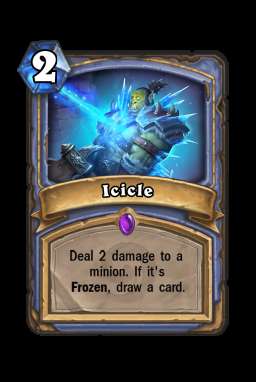 2
Icicle
Deal 2 damage to a
minion. If it's
Frozen, draw a card.